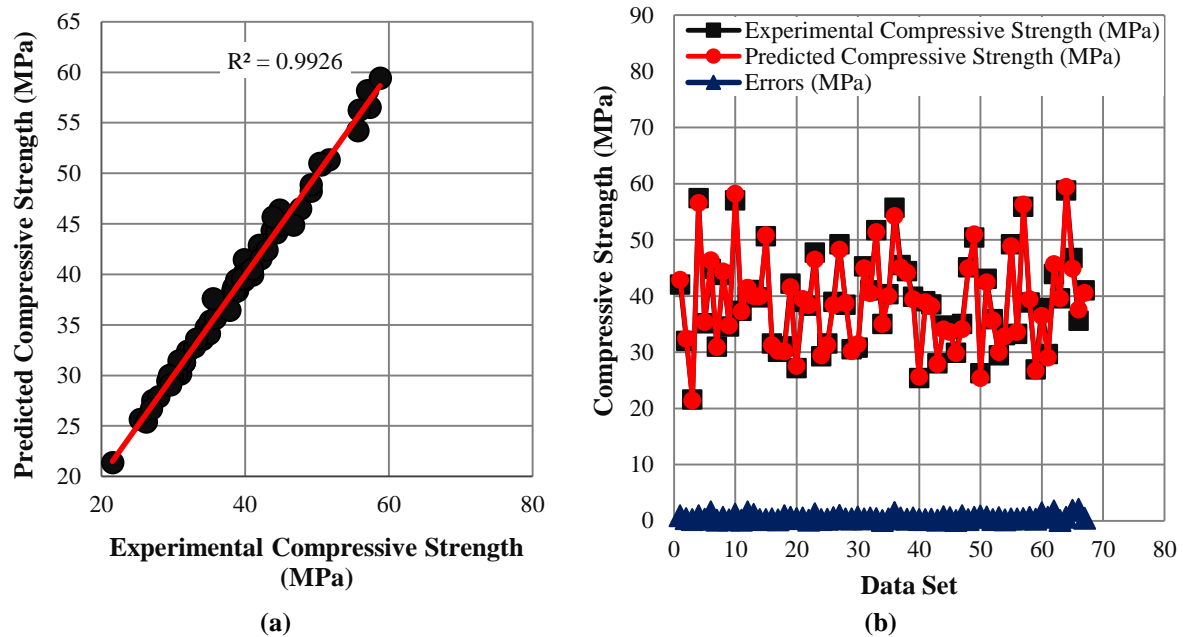 65
60
55
50
45
40
35
30
25
20
R² = 0.9926
Predicted Compressive Strength (MPa)
20 40 60 80
Experimental Compressive Strength
(MPa)
(a)
90
80
70
60
50
40
30
20
10
0
Experimental Compressive Strength (MPa)
Predicted Compressive Strength (MPa)
Errors (MPa)
Compressive Strength (MPa)
0 10 20 30 40 50 60 70 80
Data Set
(b)